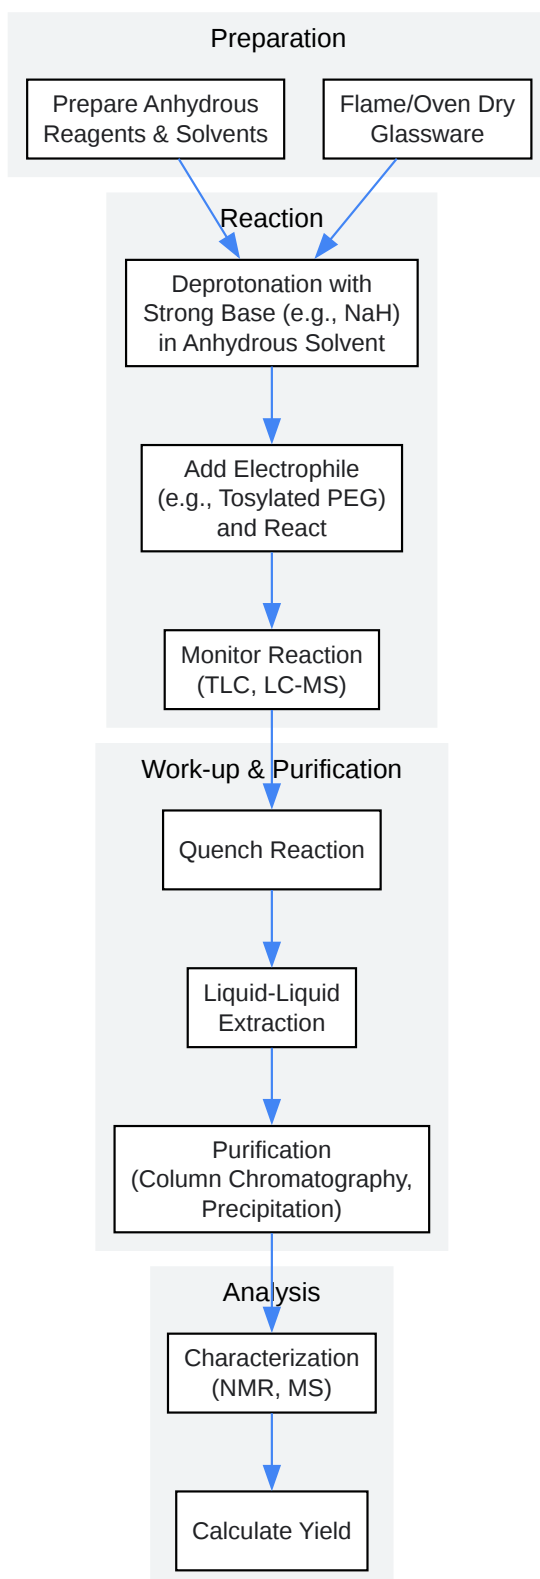 Preparation
Prepare Anhydrous
Reagents & Solvents
Flame/Oven Dry
Glassware
Reaction
Deprotonation with
Strong Base (e.g., NaH)
in Anhydrous Solvent
Add Electrophile
(e.g., Tosylated PEG)
and React
Monitor Reaction
(TLC, LC-MS)
Work-up & Purification
Quench Reaction
Liquid-Liquid
Extraction
Purification
(Column Chromatography,
Precipitation)
Analysis
Characterization
(NMR, MS)
Calculate Yield